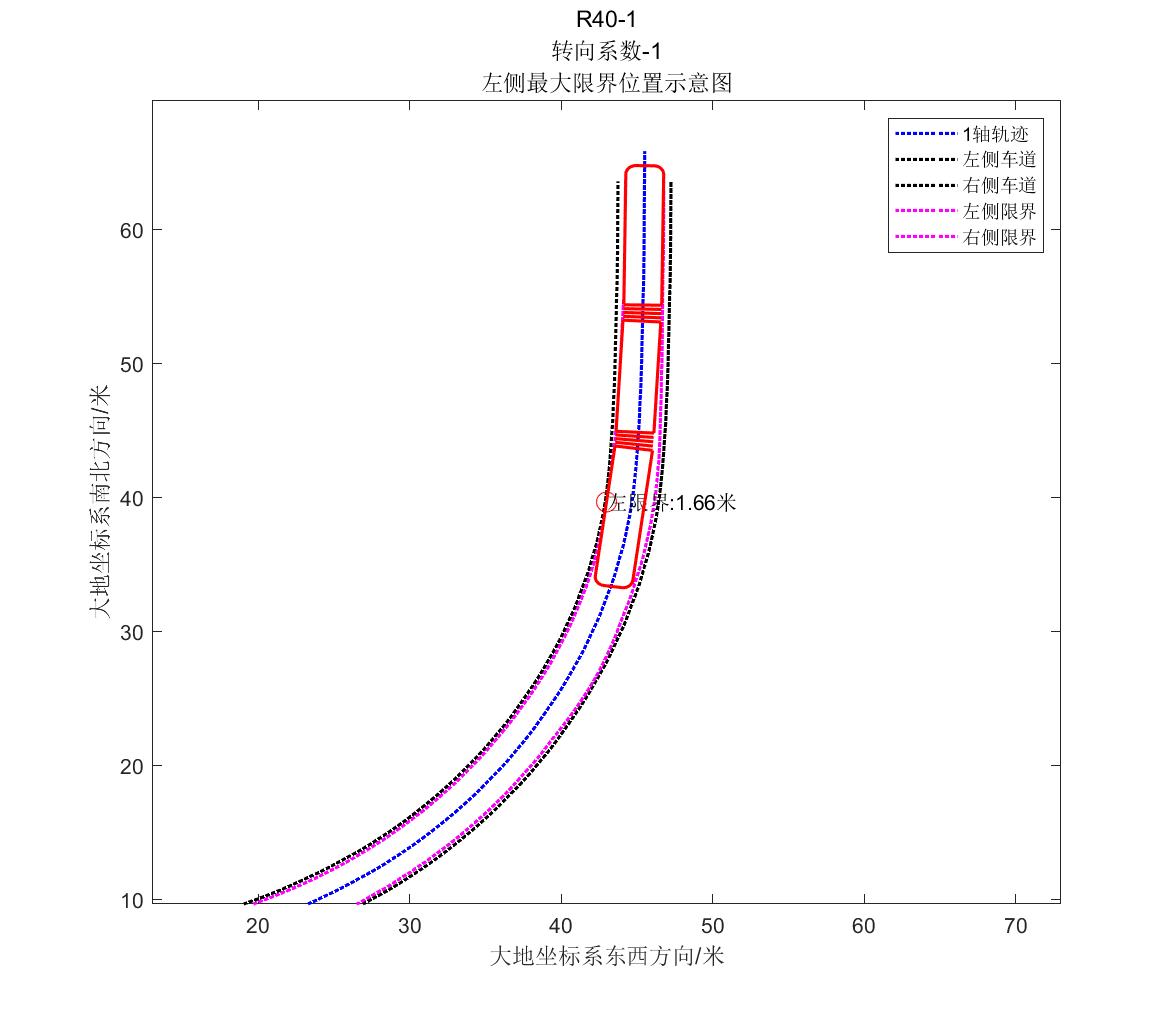 R40-1
转向系数-1
左侧最大限界位置示意图
1轴轨迹
左侧车道
右侧车道
左侧限界
右侧限界
60
50
40
30
20
10
大地坐标系南北方向/米
左限界:1.66米
20
30
40
50
60
70
大地坐标系东西方向/米